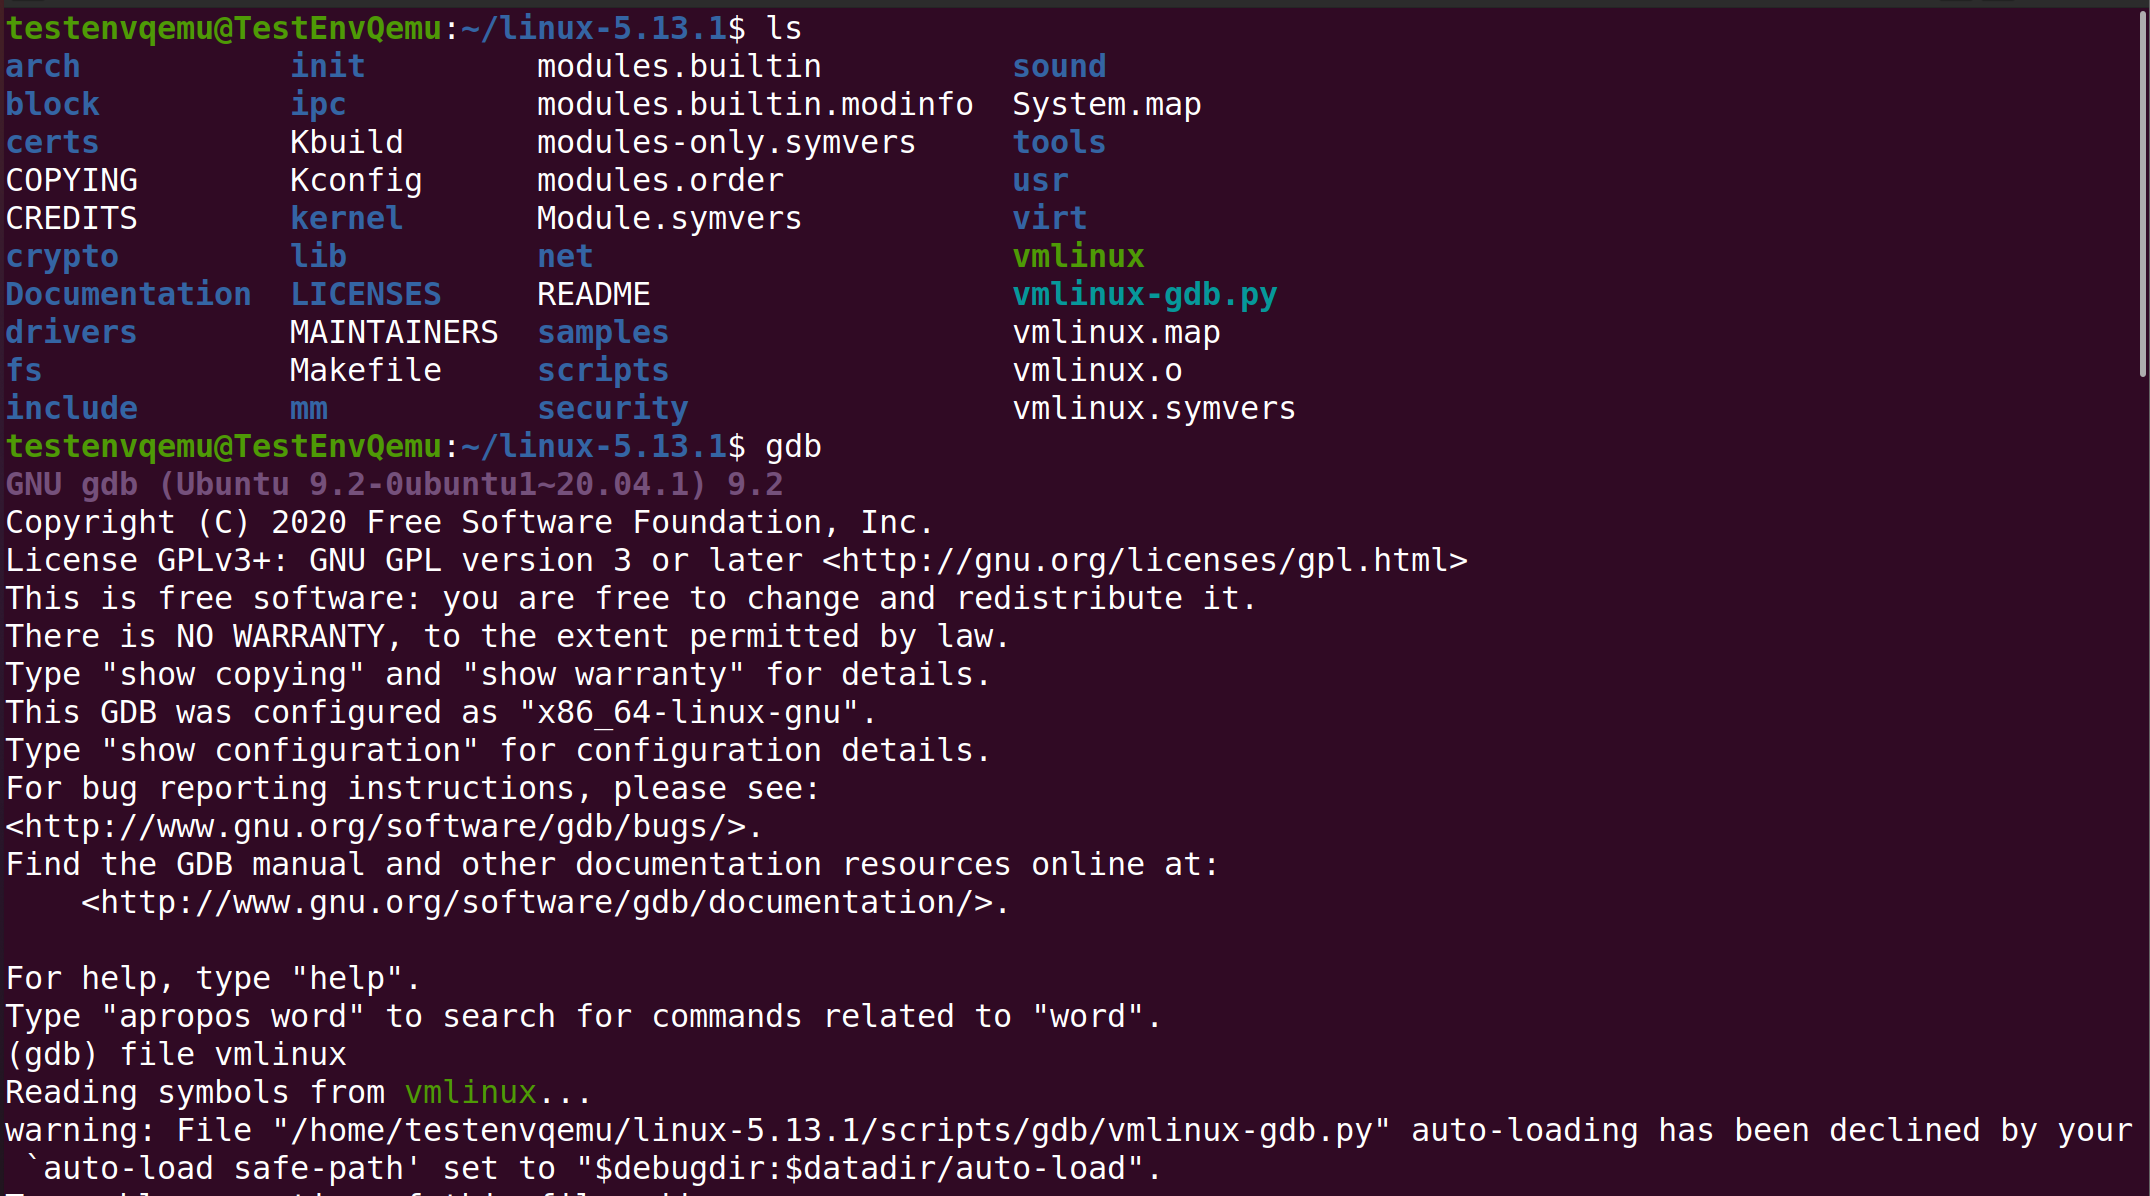 testenvqemu@TestEnvQemu:~/linux-5.13.1$ ls
arch init modules.builtin sound
block ipc modules.builtin.modinfo System.map
certs Kbuild modules-only.symvers tools
COPYING Kconfig modules.order usr
CREDITS kernel Module.symvers virt
crypto lib net vmlinux
Documentation LICENSES README vmlinux-gdb.py
drivers MAINTAINERS samples vmlinux.map
fs Makefile scripts vmlinux.o
include mm security vmlinux.symvers
testenvqemu@TestEnvQemu:~/linux-5.13.1$ gdb
GNU gdb (Ubuntu 9.2-0ubuntu1~20.04.1) 9.2
Copyright (C) 2020 Free Software Foundation, Inc.
License GPLv3+: GNU GPL version 3 or later <http://gnu.org/licenses/gpl.html>
This is free software: you are free to change and redistribute it.
There is NO WARRANTY, to the extent permitted by law.
Type "show copying" and "show warranty" for details.
This GDB was configured as "x86_64-linux-gnu".
Type "show configuration" for configuration details.
For bug reporting instructions, please see:
<http://www.gnu.org/software/gdb/bugs/>.
Find the GDB manual and other documentation resources online at:
    <http://www.gnu.org/software/gdb/documentation/>.

For help, type "help".
Type "apropos word" to search for commands related to "word".
(gdb) file vmlinux
Reading symbols from vmlinux...
warning: File "/home/testenvqemu/linux-5.13.1/scripts/gdb/vmlinux-gdb.py" auto-loading has been declined by your
 `auto-load safe-path' set to "$debugdir:$datadir/auto-load".